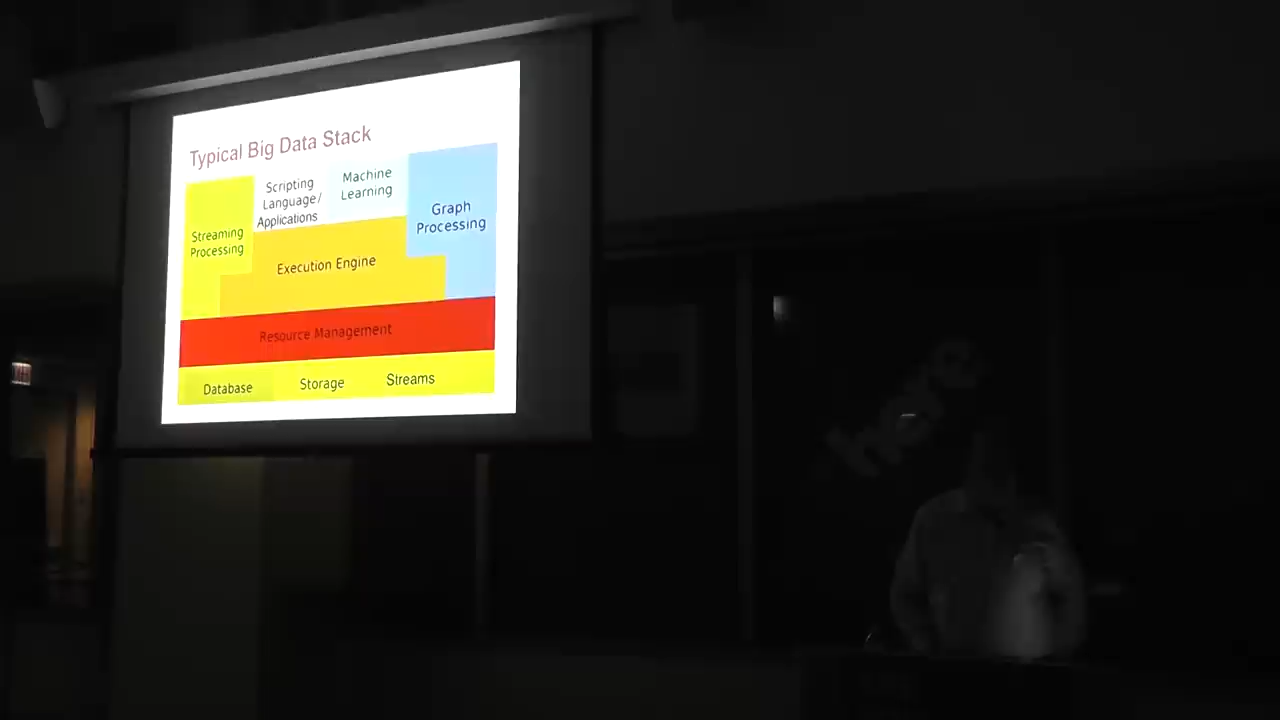 Typical Big Data Stack
Streaming
Processing
Scripting
Language/
Applications
Machine
Learning
Graph
Processing
Execution Engine
Resource Management
Database
Storage
Streams